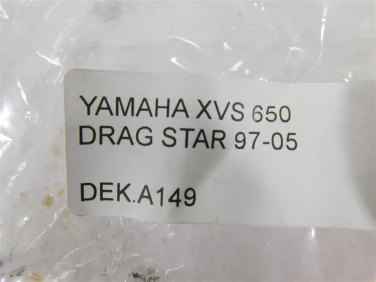 YAMAHA XVS 650
DRAG STAR 97-05
DEK.A149